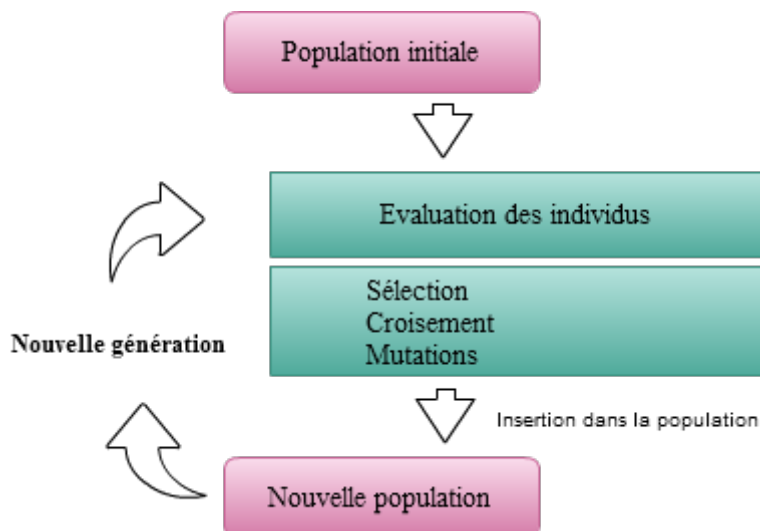 Population initiale
Evaluation des individus
Sélection
Croisement
Mutations
Nouvelle génération
Insertion dans la population
Nouvelle population